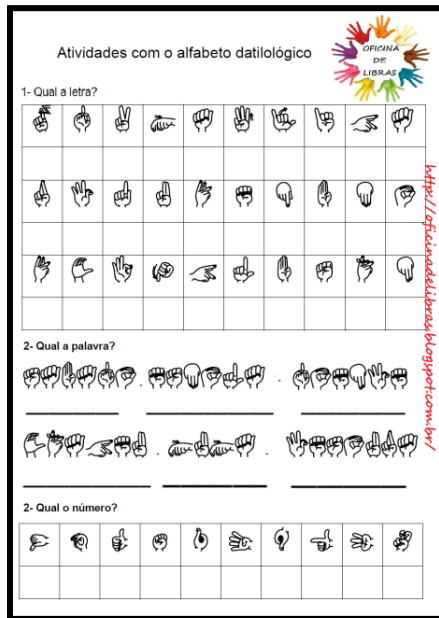 Atividades com o alfabeto datilológico
OFICINA
DE
LIBRAS
1- Qual a letra?
http://oficinadelibras.blogspot.com.br/
2- Qual a palavra?
2- Qual o número?